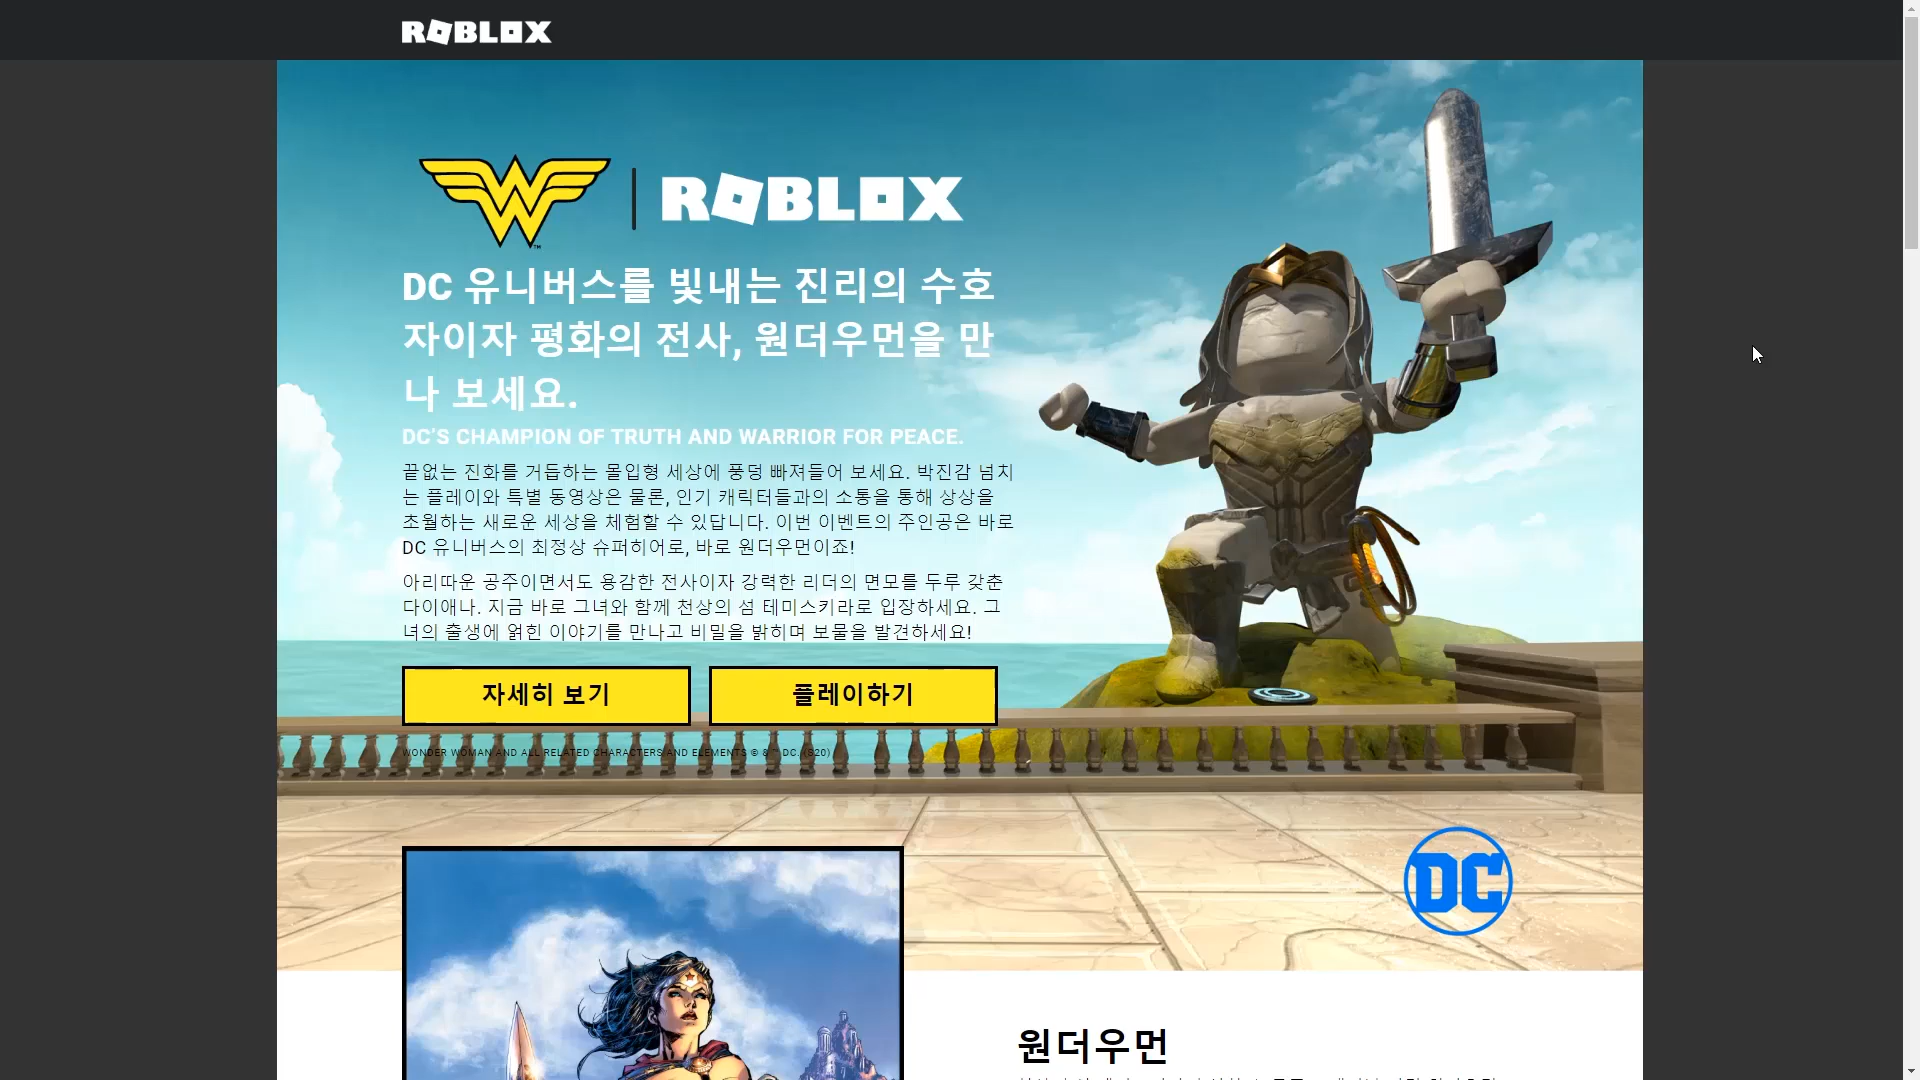 ROBLOX
W
™
ROBLOX
DC 유니버스를 빛내는 진리의 수호
자이자 평화의 전사, 원더우먼을 만
나 보세요.
DC'S CHAMPION OF TRUTH AND WARRIOR FOR PEACE.
끝없는 진화를 거듭하는 몰입형 세상에 풍덩 빠져들어 보세요. 박진감 넘치
는 플레이와 특별 동영상은 물론, 인기 캐릭터들과의 소통을 통해 상상을
초월하는 새로운 세상을 체험할 수 있답니다. 이번 이벤트의 주인공은 바로
DC 유니버스의 최정상 슈퍼히어로, 바로 원더우먼이죠!
아리따운 공주이면서도 용감한 전사이자 강력한 리더의 면모를 두루 갖춘
다이애나. 지금 바로 그녀와 함께 천상의 섬 테미스키라로 입장하세요. 그
녀의 출생에 얽힌 이야기를 만나고 비밀을 밝히며 보물을 발견하세요!
자세히 보기
플레이하기
WONDER WOMAN AND ALL RELATED CHARACTERS AND ELEMENTS © & ™ DC. (S20)
DC
원더우먼